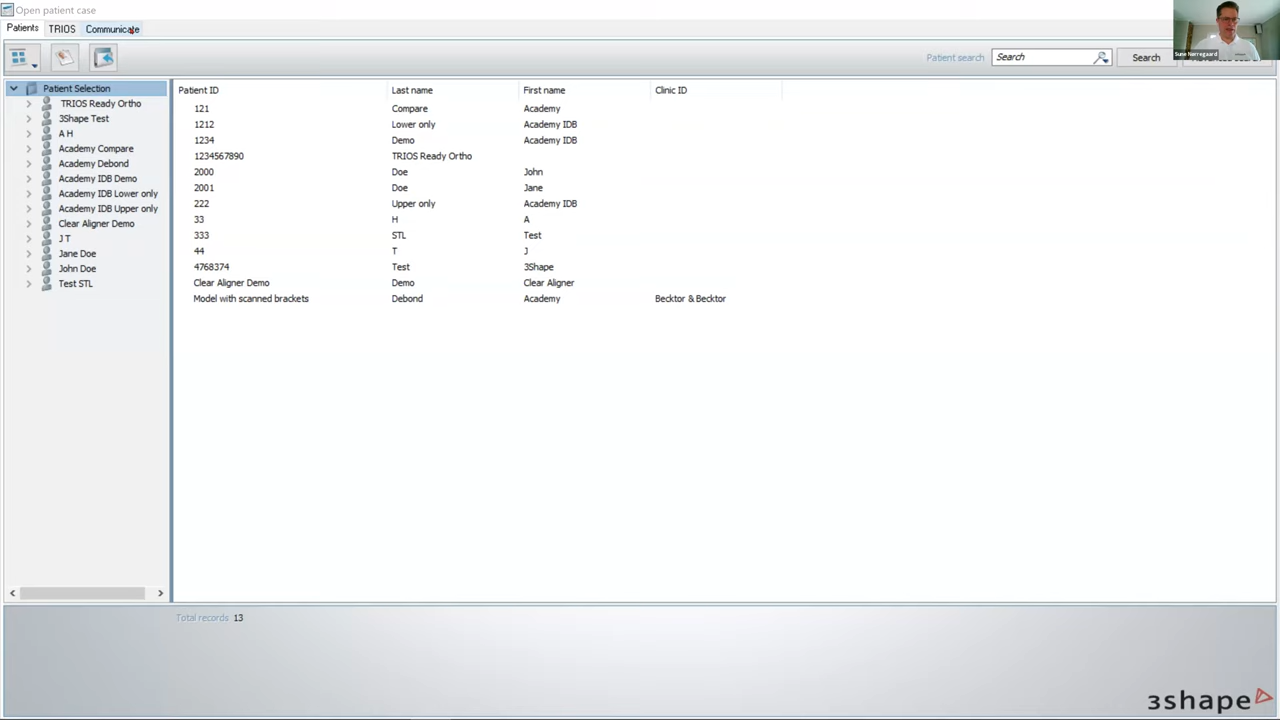 Open patient case
Patients TRIOS Communicate
Sune Nørregaard
Patient search Search Search
Patient Selection
TRIOS Ready Ortho
3Shape Test
A H
Academy Compare
Academy Debond
Academy IDB Demo
Academy IDB Lower only
Academy IDB Upper only
Clear Aligner Demo
J T
Jane Doe
John Doe
Test STL
Patient ID Last name First name Clinic ID
121 Compare Academy
1212 Lower only Academy IDB
1234 Demo Academy IDB
1234567890 TRIOS Ready Ortho
2000 Doe John
2001 Doe Jane
222 Upper only Academy IDB
33 H A
333 STL Test
44 T J
4768374 Test 3Shape
Clear Aligner Demo Demo Clear Aligner
Model with scanned brackets Debond Academy Becktor & Becktor
Total records 13
3shape